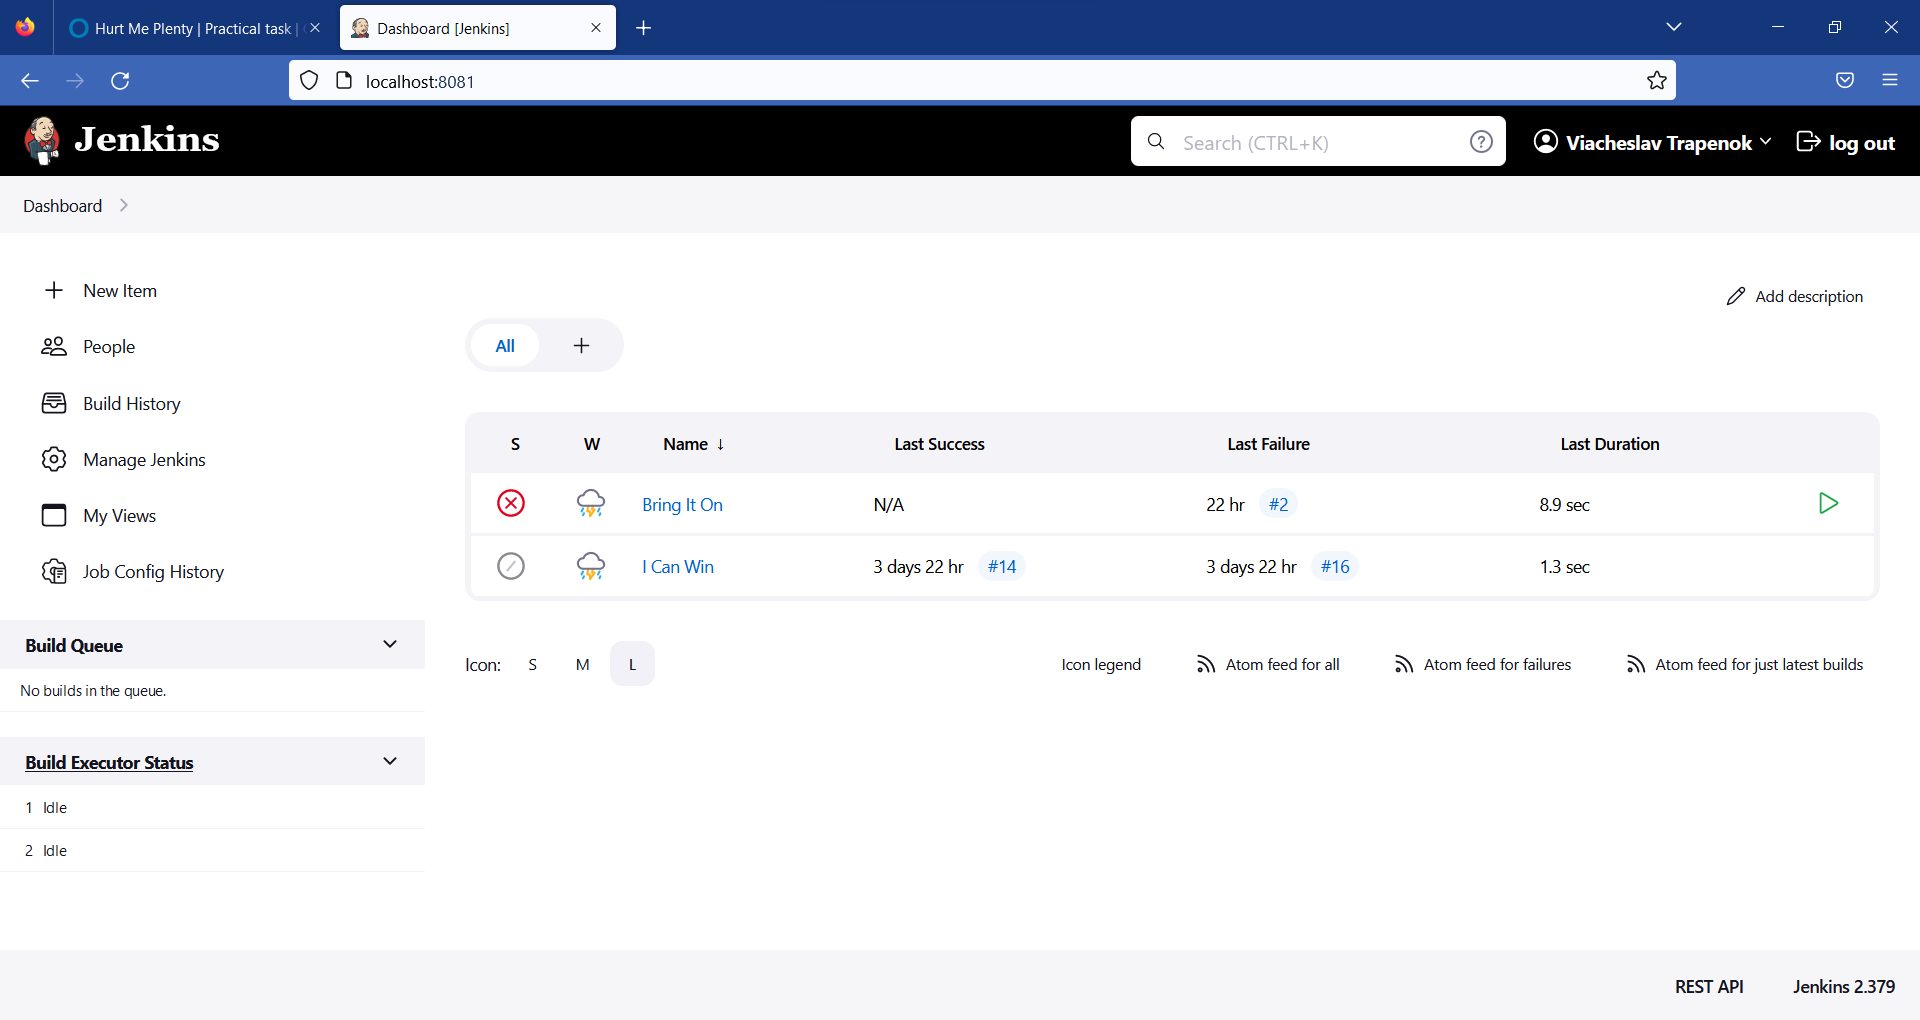 Hurt Me Plenty | Practical task |
Dashboard [Jenkins]
localhost:8081
Jenkins
Search (CTRL+K)
Viacheslav Trapenok
log out
Dashboard
New Item
People
Build History
Manage Jenkins
My Views
Job Config History
Build Queue
No builds in the queue.
Build Executor Status
1 Idle
2 Idle
Add description
All
S W Name ↓ Last Success Last Failure Last Duration
Bring It On N/A 22 hr #2 8.9 sec
I Can Win 3 days 22 hr #14 3 days 22 hr #16 1.3 sec
Icon: S M L
Icon legend Atom feed for all Atom feed for failures Atom feed for just latest builds
REST API Jenkins 2.379